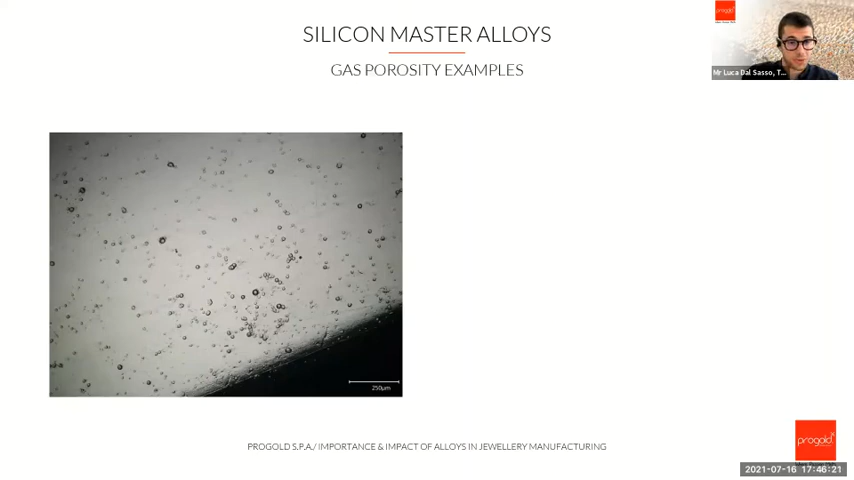 SILICON MASTER ALLOYS
GAS POROSITY EXAMPLES
progold
Mr Luca Dal Sasso, T...
250µm
PROGOLD S.P.A./ IMPORTANCE & IMPACT OF ALLOYS IN JEWELLERY MANUFACTURING
progold
2021-07-16 17:46:21